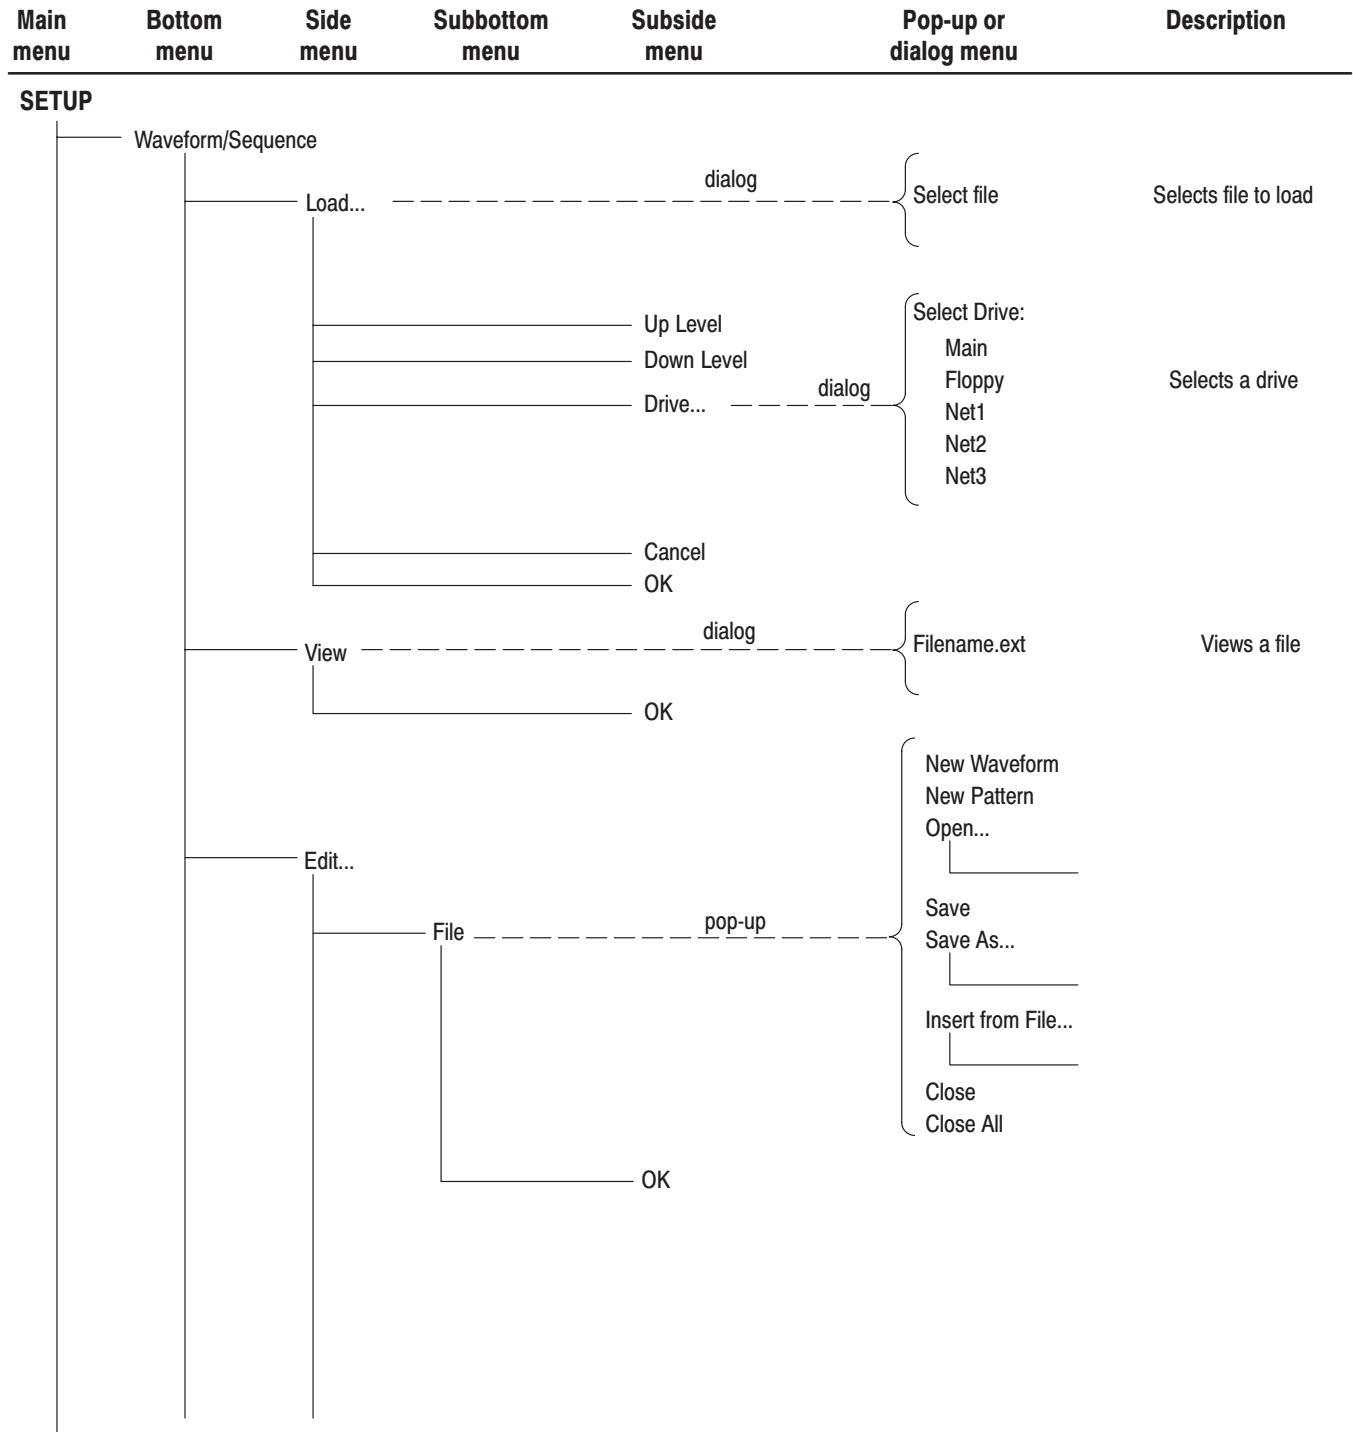 Main menu
Bottom menu
Side menu
Subbottom menu
Subside menu
Pop-up or dialog menu
Description
SETUP
Waveform/Sequence
Load...
dialog
Select file
Selects file to load
Up Level
Down Level
Drive...
dialog
Select Drive:
Main
Floppy
Net1
Net2
Net3
Selects a drive
Cancel
OK
View
dialog
Filename.ext
Views a file
OK
Edit...
File
pop-up
New Waveform
New Pattern
Open...
Save
Save As...
Insert from File...
Close
Close All
OK